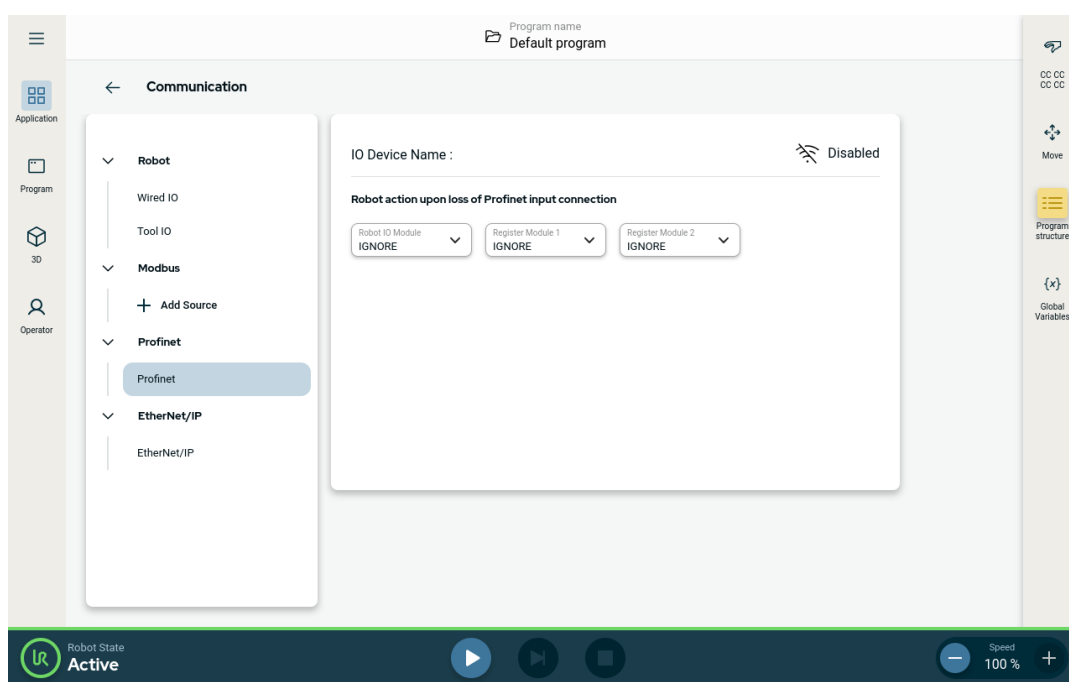 Program name
Default program
Communication
Application
Program
3D
Operator
Robot
Wired IO
Tool IO
Modbus
Add Source
Profinet
Profinet
EtherNet/IP
EtherNet/IP
IO Device Name :
Disabled
Robot action upon loss of Profinet input connection
Robot IO Module
IGNORE
Register Module 1
IGNORE
Register Module 2
IGNORE
CC CC
CC CC
Move
Program
structure
{x}
Global
Variables
UR
Robot State
Active
Speed
100 %